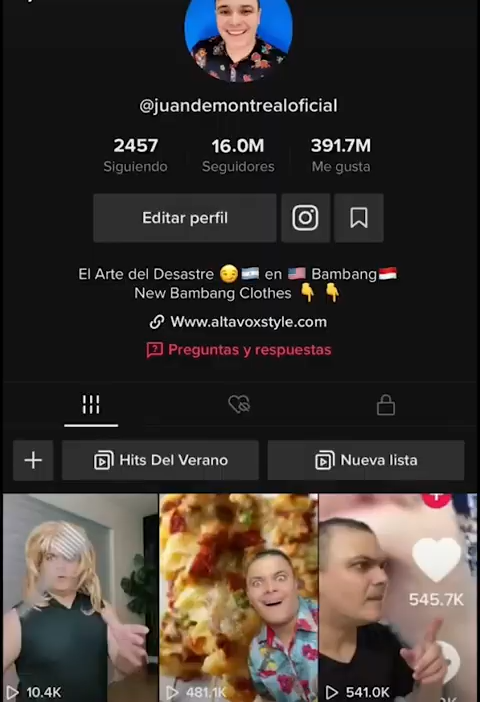 @juandemontrealoficial
2457 16.0M 391.7M
Siguiendo Seguidores Me gusta
Editar perfil
El Arte del Desastre 😏🇦🇷 en 🇺🇸 Bambang🇮🇩
New Bambang Clothes 👇👇
Www.altavoxstyle.com
Preguntas y respuestas
Hits Del Verano Nueva lista
545.7K
10.4K 481.1K 541.0K